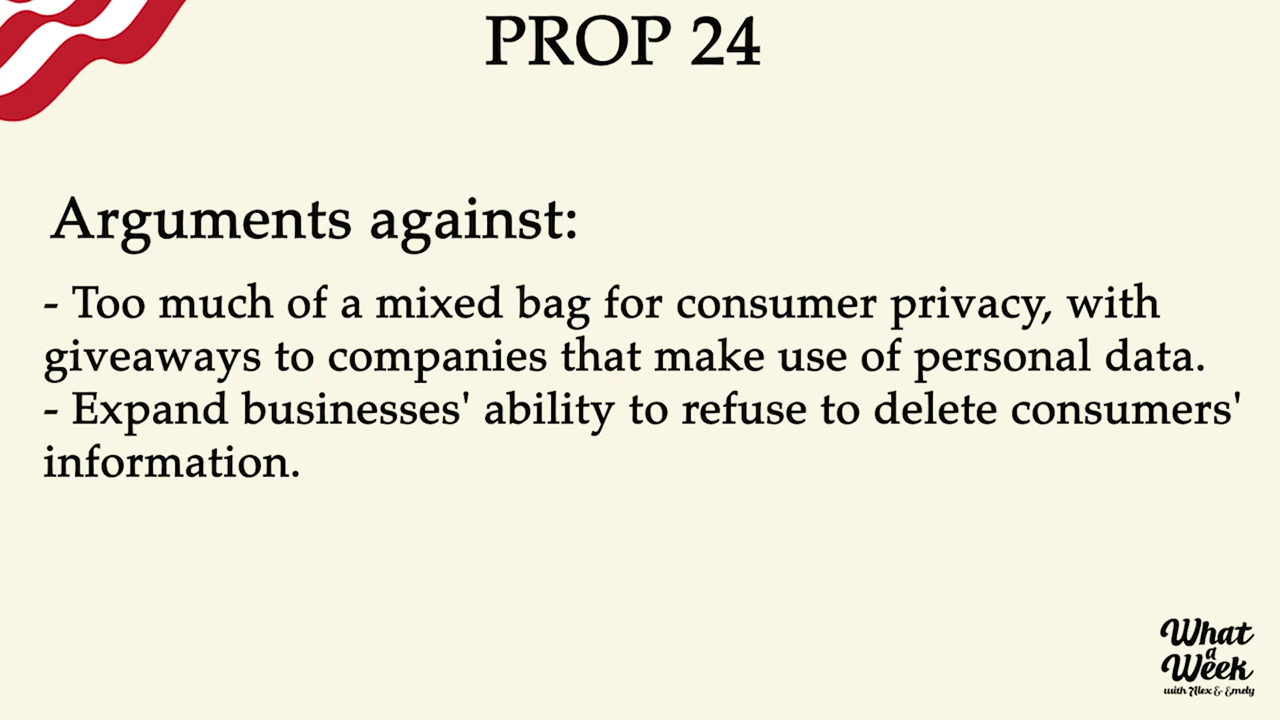 PROP 24
Arguments against:
- Too much of a mixed bag for consumer privacy, with
giveaways to companies that make use of personal data.
- Expand businesses' ability to refuse to delete consumers'
information.
What
a
Week
with Alex & Emely